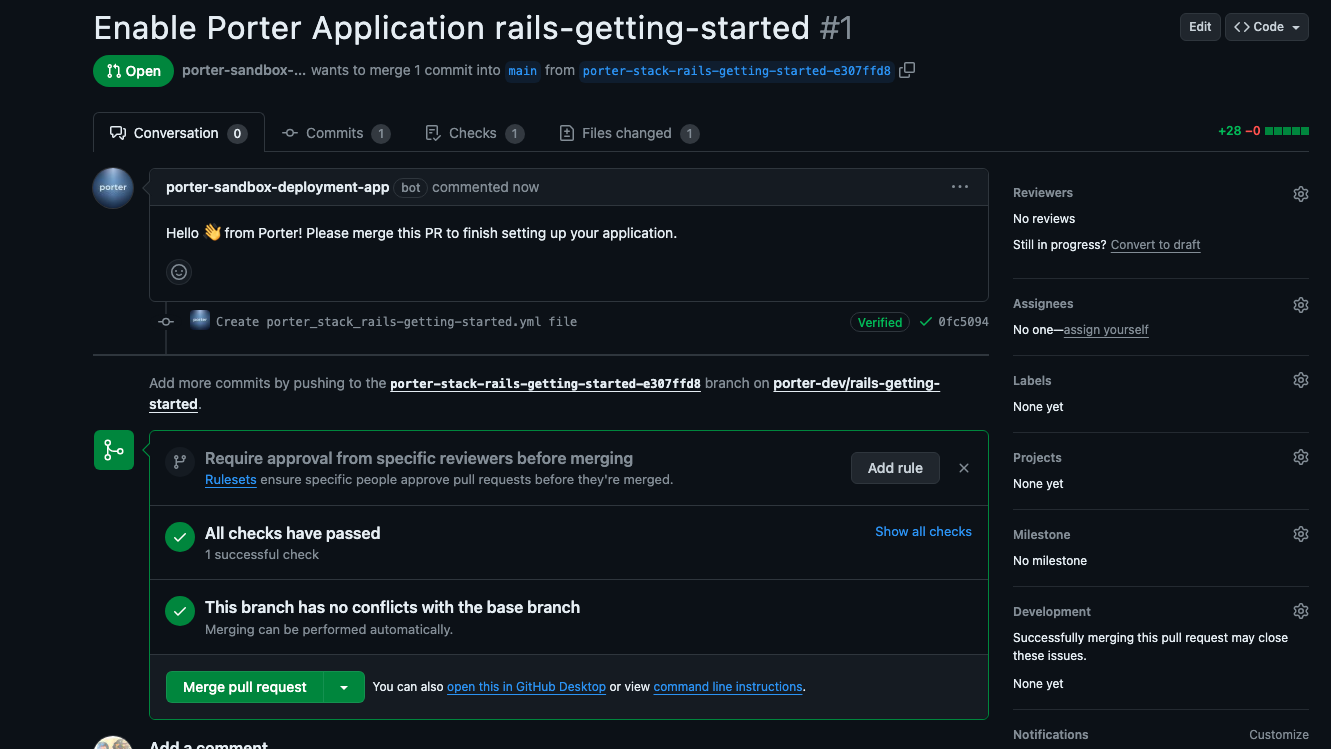 Enable Porter Application rails-getting-started #1
Edit
Code
Open
porter-sandbox-... wants to merge 1 commit into main from porter-stack-rails-getting-started-e307ffd8
Conversation 0
Commits 1
Checks 1
Files changed 1
+28 −0
porter
porter-sandbox-deployment-app bot commented now
Hello 👋 from Porter! Please merge this PR to finish setting up your application.
Create porter_stack_rails-getting-started.yml file
Verified
0fc5094
Add more commits by pushing to the porter-stack-rails-getting-started-e307ffd8 branch on porter-dev/rails-getting-
started.
Require approval from specific reviewers before merging
Rulesets ensure specific people approve pull requests before they're merged.
Add rule
All checks have passed
1 successful check
Show all checks
This branch has no conflicts with the base branch
Merging can be performed automatically.
Merge pull request
You can also open this in GitHub Desktop or view command line instructions.
Add a comment
Reviewers
No reviews
Still in progress? Convert to draft
Assignees
No one—assign yourself
Labels
None yet
Projects
None yet
Milestone
No milestone
Development
Successfully merging this pull request may close
these issues.
None yet
Notifications
Customize